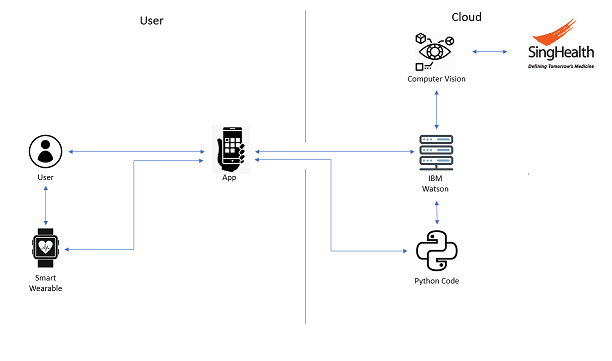 User
Cloud
SingHealth
Defining Tomorrow's Medicine
Computer Vision
User
App
IBM
Watson
Smart
Wearable
Python Code